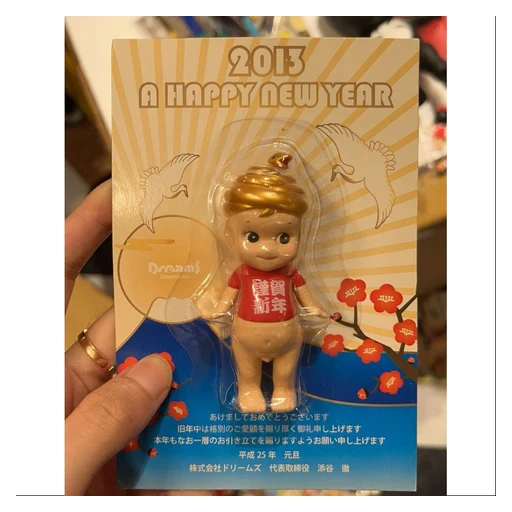 2013
A HAPPY NEW YEAR
Dreams
謹賀
新年
あけましておめでとうございます
旧年中は格別のご愛顧を賜り厚く御礼申し上げます
本年もなお一層のお引き立てを賜りますようお願い申し上げます
平成25年 元旦
株式会社ドリームズ 代表取締役 添谷 徹